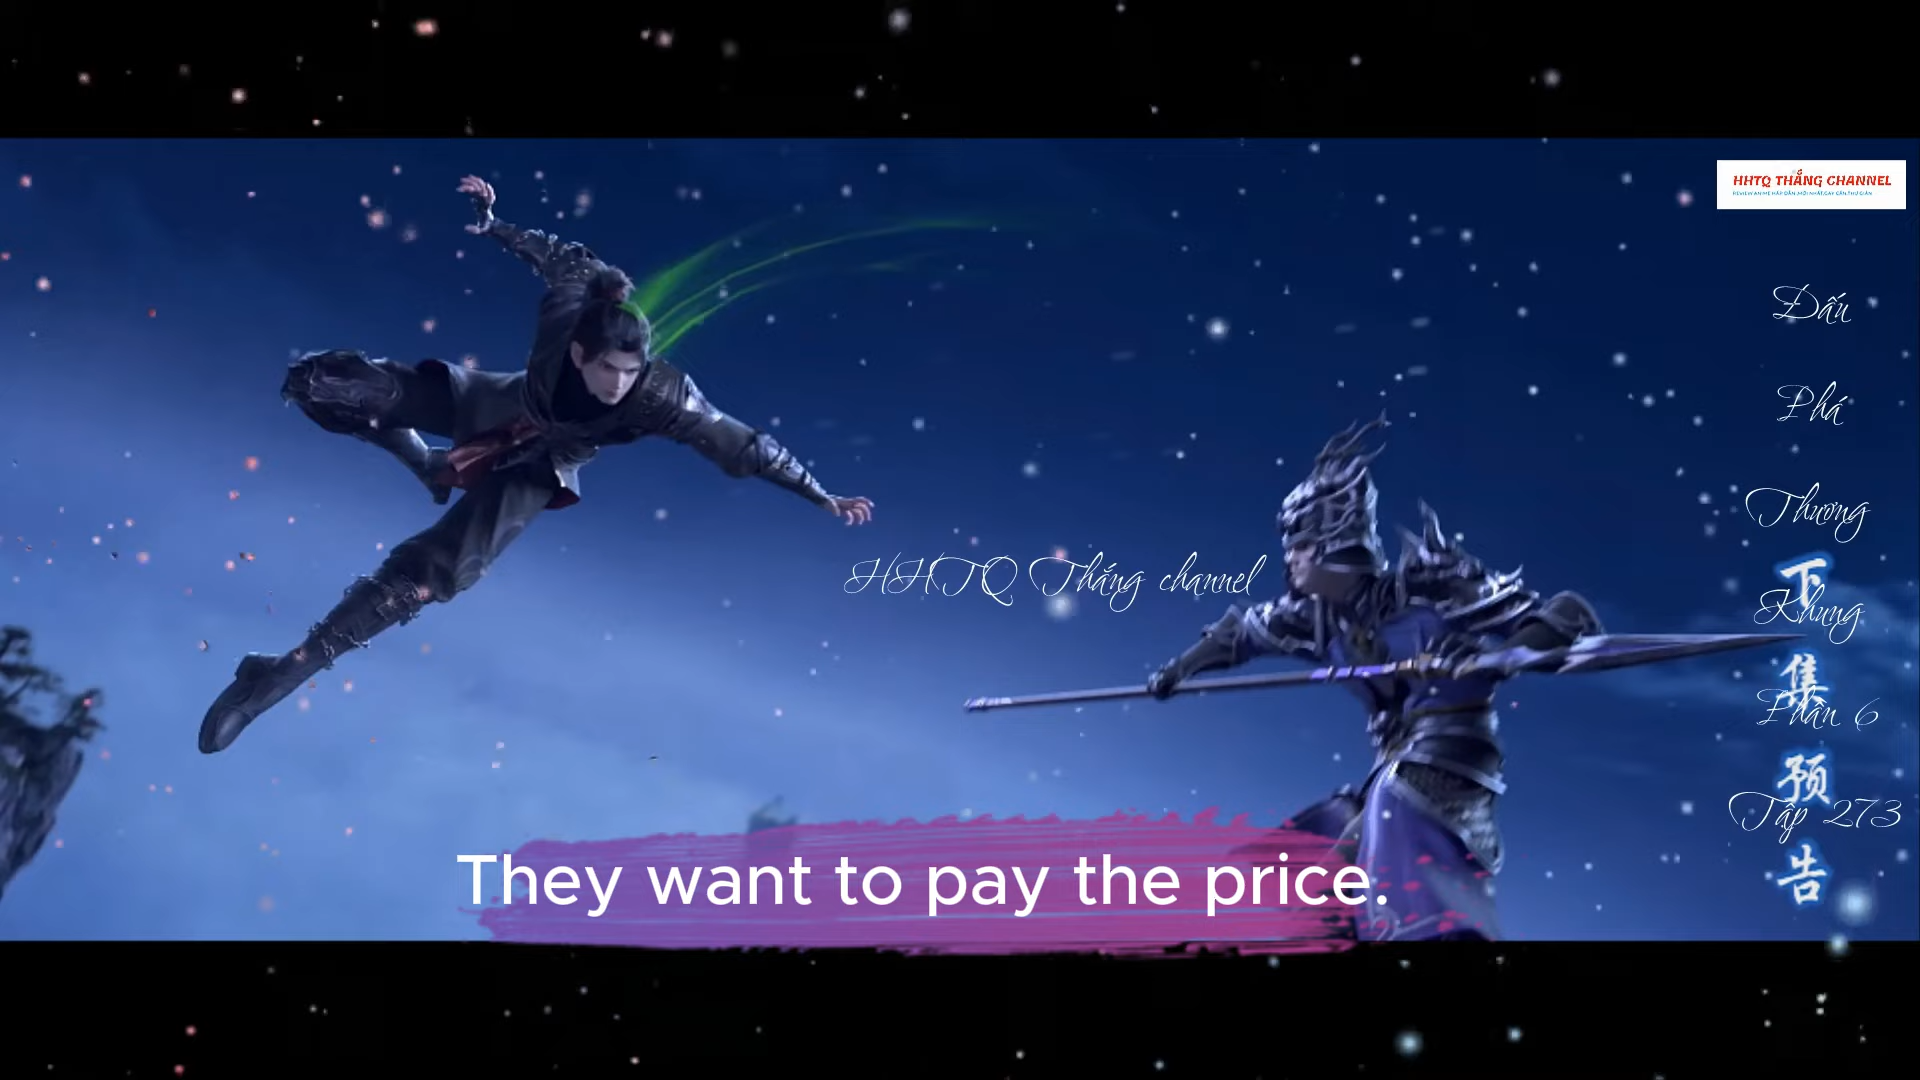 HHTQ THẮNG CHANNEL
Đấu
Phá
Thương
Khung
Phần 6
Tập 273
下集预告
HHTQ Thắng channel
They want to pay the price.